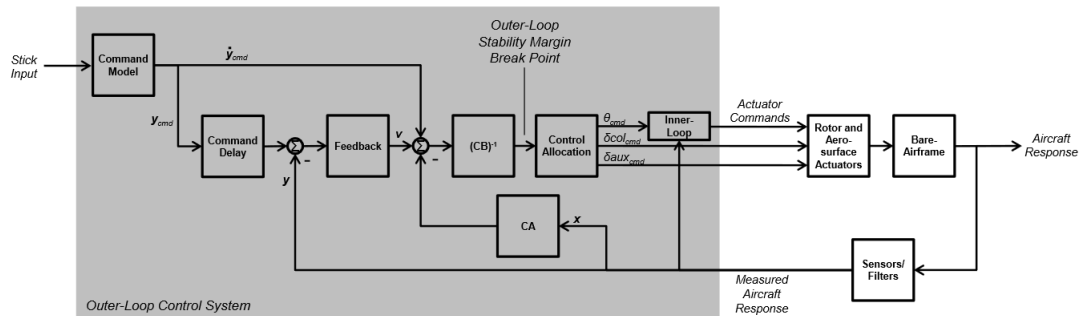 Outer-Loop
Stability Margin
Break Point
Stick
Input
Command
Model
ẏcmd
ycmd
Command
Delay
Σ
−
y
Feedback
v
Σ
−
(CB)⁻¹
Control
Allocation
θcmd
δcolcmd
δauxcmd
Inner-
Loop
Actuator
Commands
Rotor and
Aero-
surface
Actuators
Bare-
Airframe
Aircraft
Response
CA
x
Sensors/
Filters
Measured
Aircraft
Response
Outer-Loop Control System